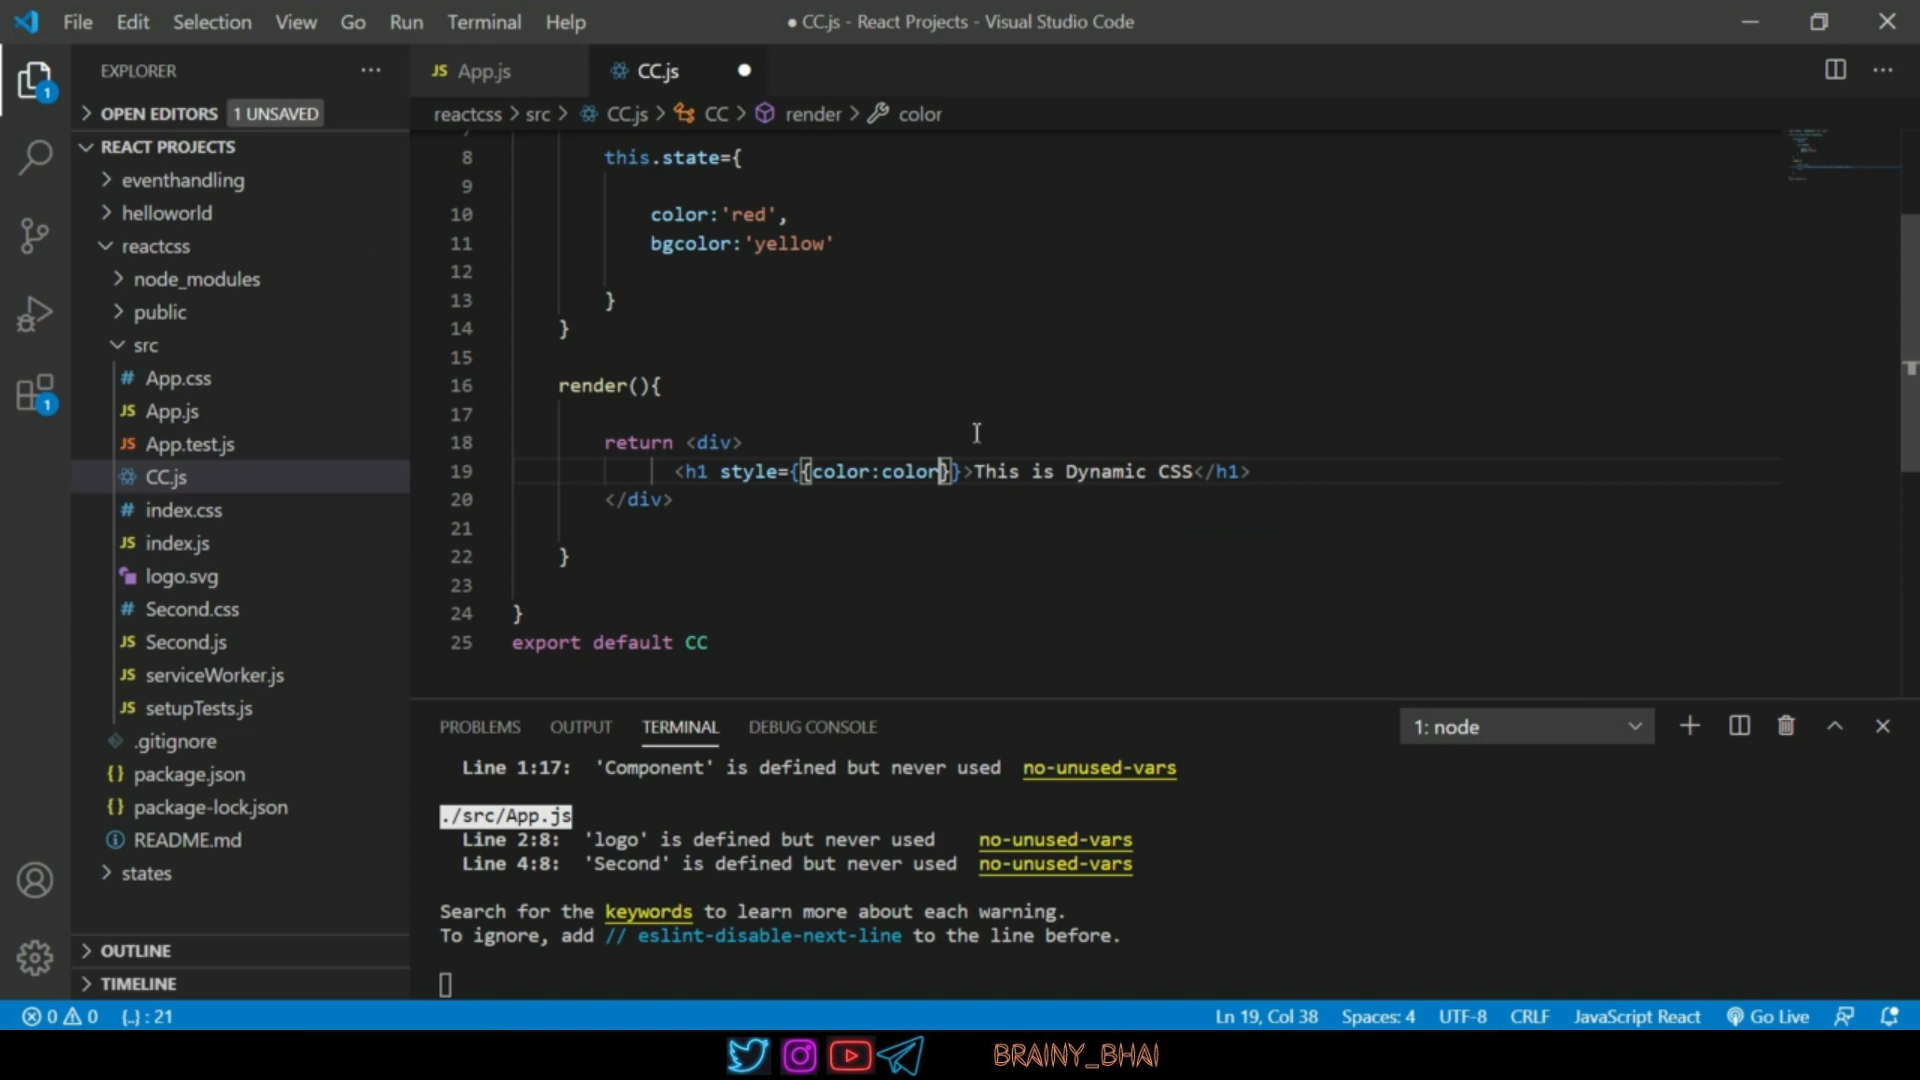 File Edit Selection View Go Run Terminal Help ● CC.js - React Projects - Visual Studio Code
EXPLORER
OPEN EDITORS 1 UNSAVED
REACT PROJECTS
eventhandling
helloworld
reactcss
node_modules
public
src
App.css
App.js
App.test.js
CC.js
index.css
index.js
logo.svg
Second.css
Second.js
serviceWorker.js
setupTests.js
.gitignore
package.json
package-lock.json
README.md
states
OUTLINE
TIMELINE
App.js CC.js
reactcss > src > CC.js > CC > render > color
8 this.state={
9
10 color:'red',
11 bgcolor:'yellow'
12
13 }
14 }
15
16 render(){
17
18 return <div>
19 <h1 style={{color:color}}>This is Dynamic CSS</h1>
20 </div>
21
22 }
23
24 }
25 export default CC
PROBLEMS OUTPUT TERMINAL DEBUG CONSOLE 1: node
Line 1:17: 'Component' is defined but never used no-unused-vars
./src/App.js
Line 2:8: 'logo' is defined but never used no-unused-vars
Line 4:8: 'Second' is defined but never used no-unused-vars
Search for the keywords to learn more about each warning.
To ignore, add // eslint-disable-next-line to the line before.
0 0 {..} : 21 Ln 19, Col 38 Spaces: 4 UTF-8 CRLF JavaScript React Go Live
BRAINY_BHAI